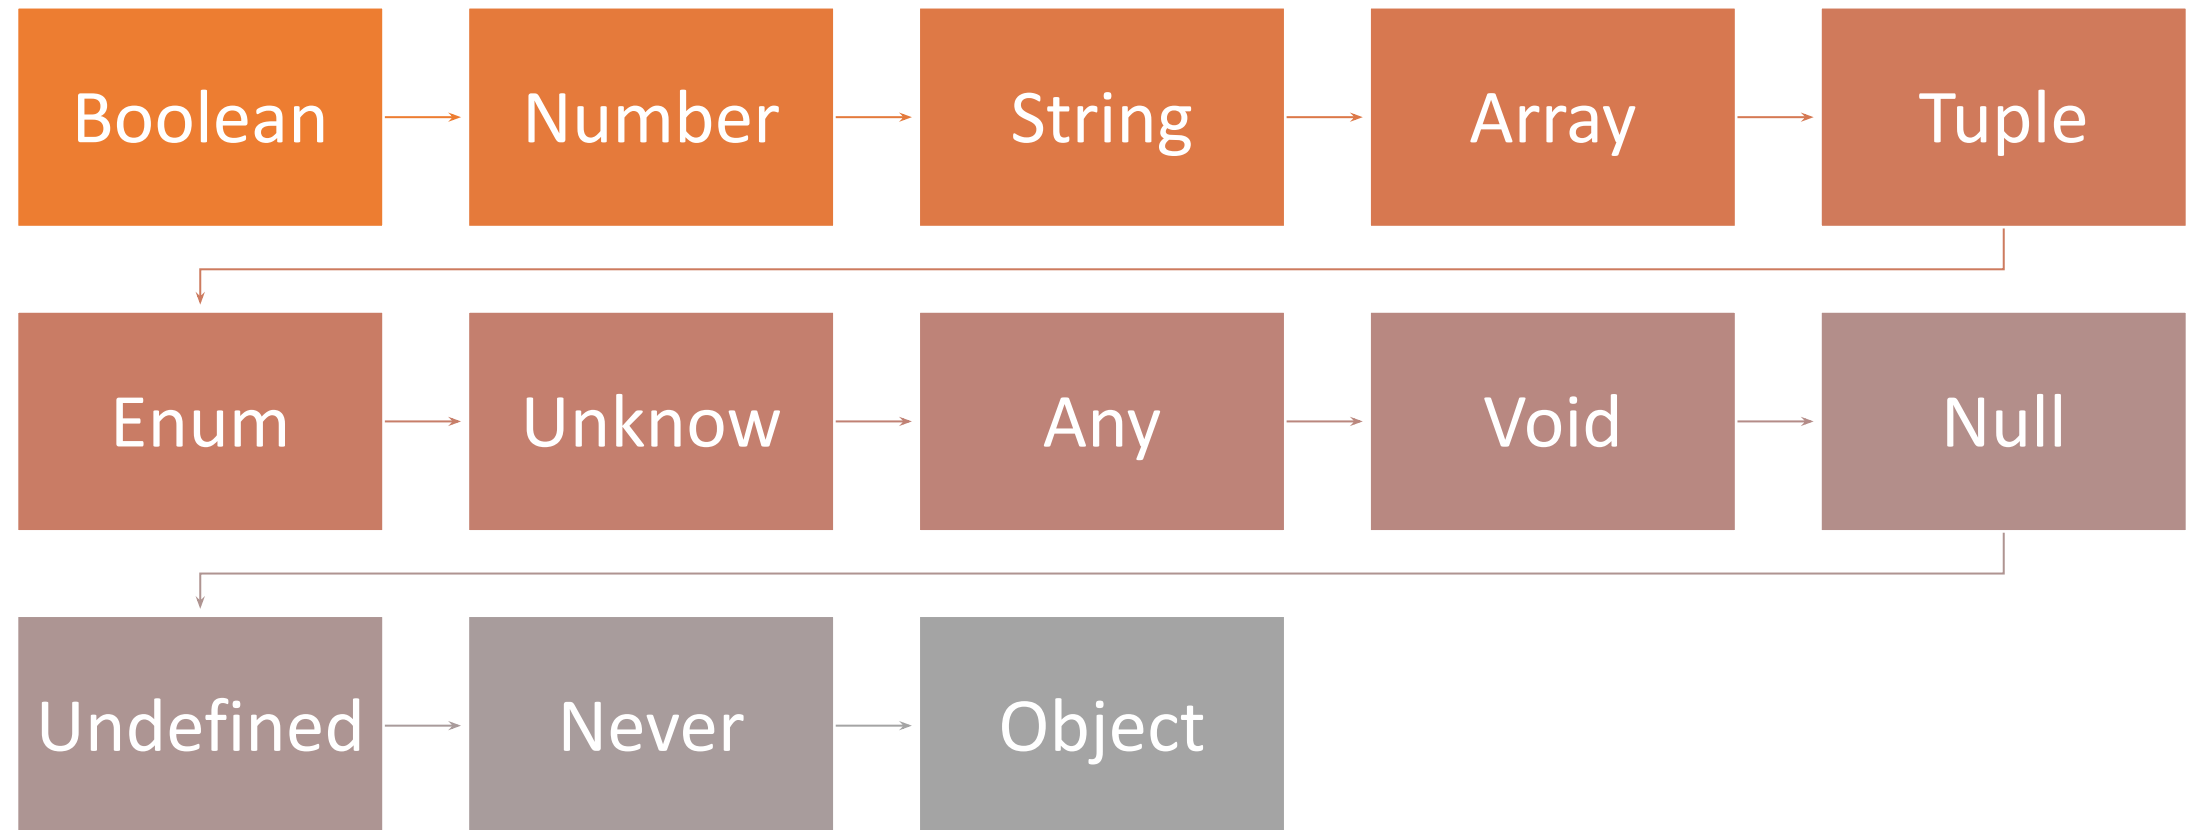 Boolean
Number
String
Array
Tuple
Enum
Unknow
Any
Void
Null
Undefined
Never
Object